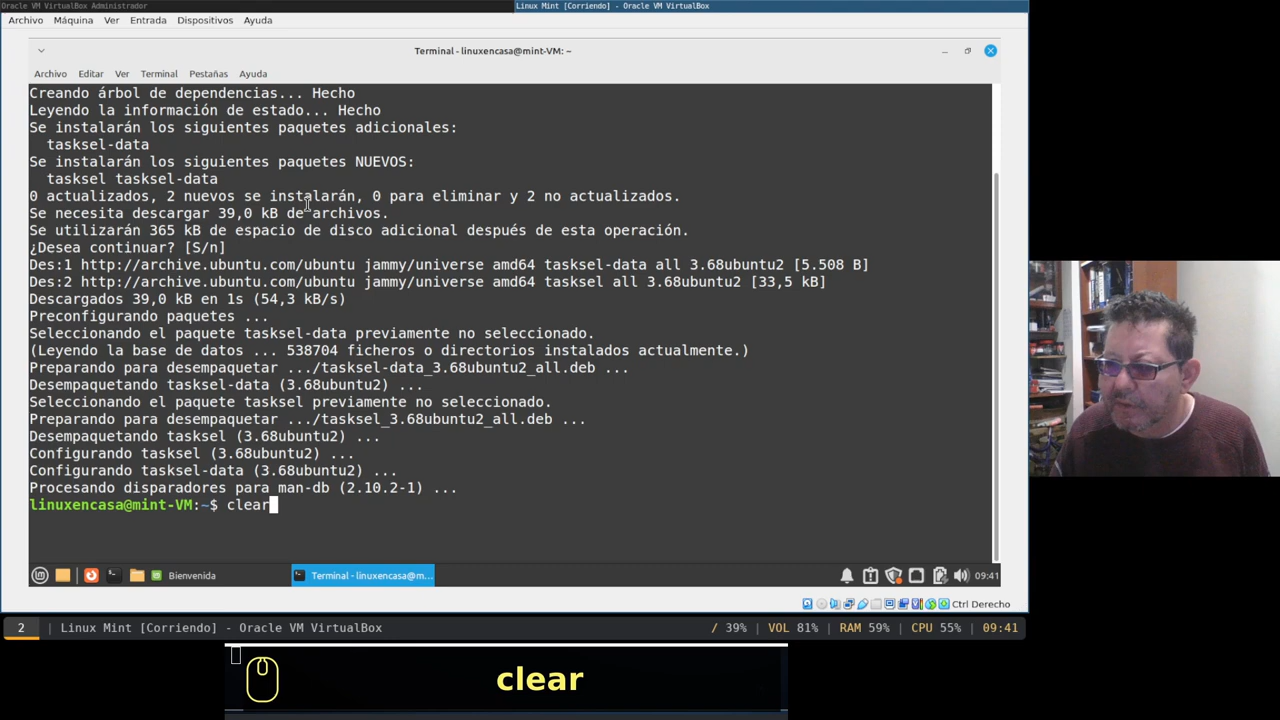 Oracle VM VirtualBox Administrador
Linux Mint [Corriendo] - Oracle VM VirtualBox
Archivo Máquina Ver Entrada Dispositivos Ayuda
Terminal - linuxencasa@mint-VM: ~
Archivo Editar Ver Terminal Pestañas Ayuda
Creando árbol de dependencias... Hecho
Leyendo la información de estado... Hecho
Se instalarán los siguientes paquetes adicionales:
tasksel-data
Se instalarán los siguientes paquetes NUEVOS:
tasksel tasksel-data
0 actualizados, 2 nuevos se instalarán, 0 para eliminar y 2 no actualizados.
Se necesita descargar 39,0 kB de archivos.
Se utilizarán 365 kB de espacio de disco adicional después de esta operación.
¿Desea continuar? [S/n]
Des:1 http://archive.ubuntu.com/ubuntu jammy/universe amd64 tasksel-data all 3.68ubuntu2 [5.508 B]
Des:2 http://archive.ubuntu.com/ubuntu jammy/universe amd64 tasksel all 3.68ubuntu2 [33,5 kB]
Descargados 39,0 kB en 1s (54,3 kB/s)
Preconfigurando paquetes ...
Seleccionando el paquete tasksel-data previamente no seleccionado.
(Leyendo la base de datos ... 538704 ficheros o directorios instalados actualmente.)
Preparando para desempaquetar .../tasksel-data_3.68ubuntu2_all.deb ...
Desempaquetando tasksel-data (3.68ubuntu2) ...
Seleccionando el paquete tasksel previamente no seleccionado.
Preparando para desempaquetar .../tasksel_3.68ubuntu2_all.deb ...
Desempaquetando tasksel (3.68ubuntu2) ...
Configurando tasksel (3.68ubuntu2) ...
Configurando tasksel-data (3.68ubuntu2) ...
Procesando disparadores para man-db (2.10.2-1) ...
linuxencasa@mint-VM:~$ clear
Bienvenida
Terminal - linuxencasa@m...
09:41
Ctrl Derecho
2 | Linux Mint [Corriendo] - Oracle VM VirtualBox
/ 39% | VOL 81% | RAM 59% | CPU 55% | 09:41
clear